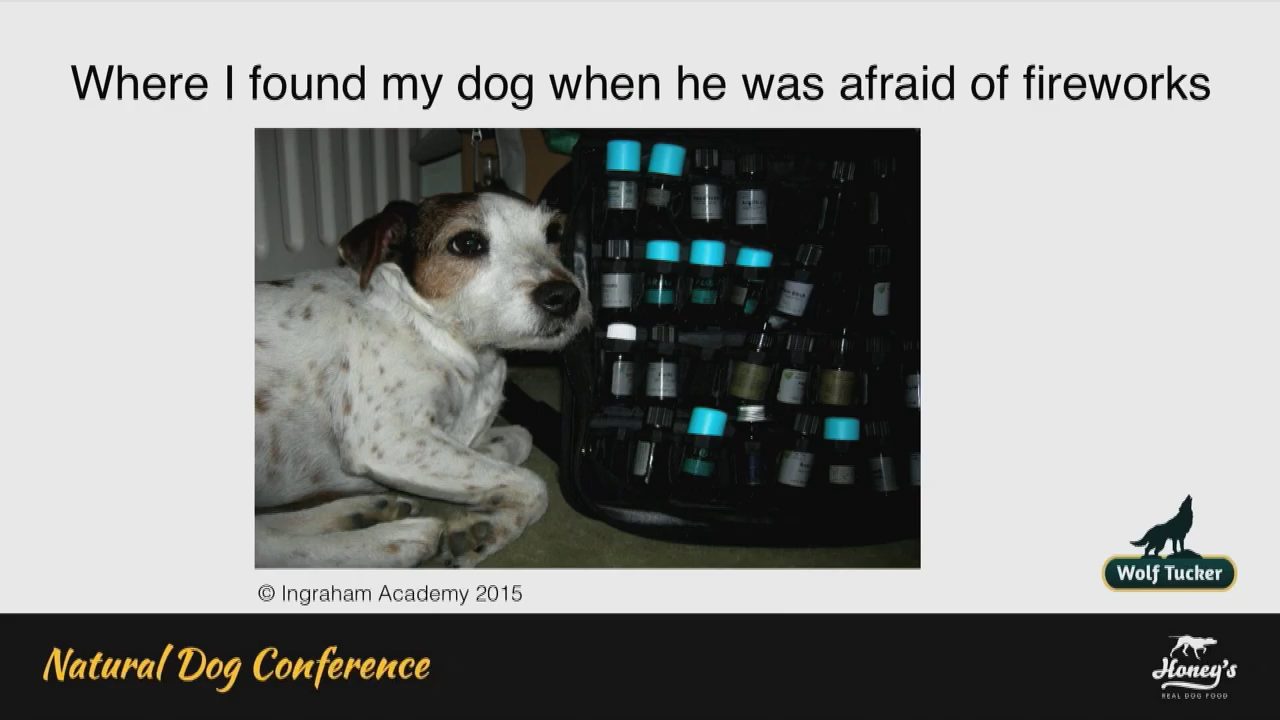 Where I found my dog when he was afraid of fireworks
© Ingraham Academy 2015
Wolf Tucker
Natural Dog Conference
Honey's
REAL DOG FOOD